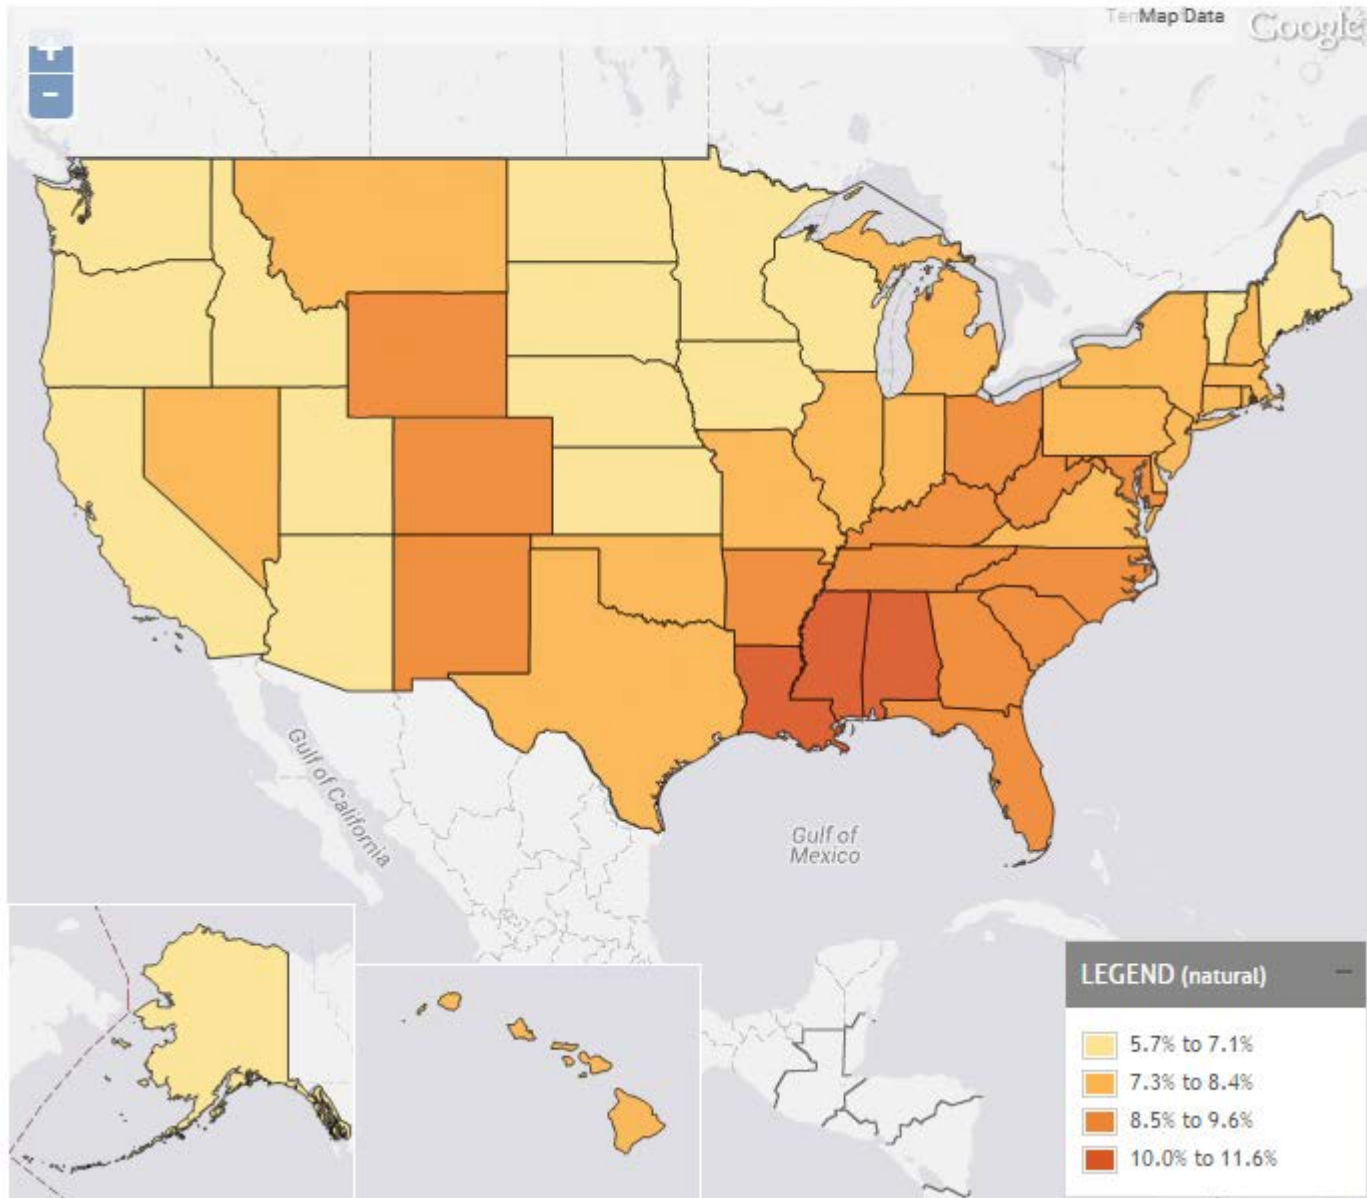 Map Data
Google
+
-
Gulf of California
Gulf of
Mexico
LEGEND (natural)
5.7% to 7.1%
7.3% to 8.4%
8.5% to 9.6%
10.0% to 11.6%